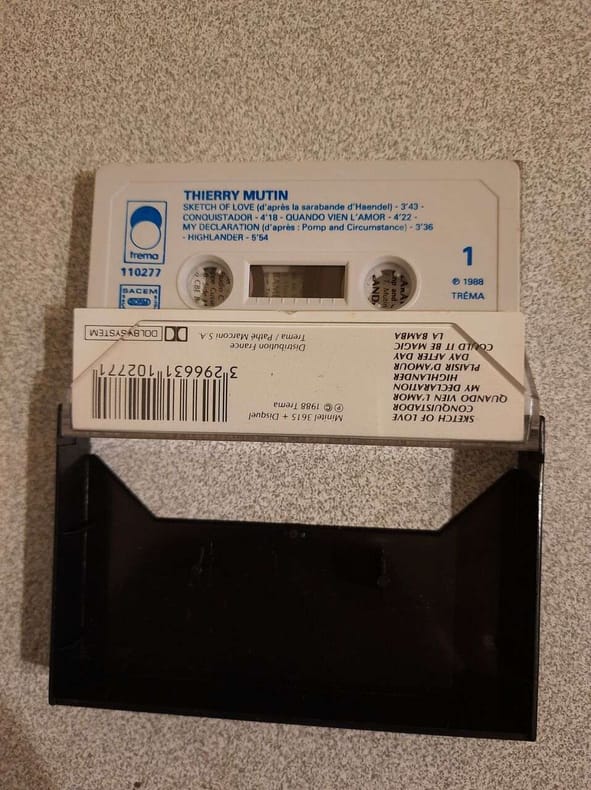 THIERRY MUTIN
SKETCH OF LOVE (d'après la sarabande d'Haendel) - 3'43 -
CONQUISTADOR - 4'18 - QUANDO VIEN L'AMOR - 4'22 -
MY DECLARATION (d'après : Pomp and Circumstance) - 3'36
- HIGHLANDER - 5'54
trema
110277
SACEM
1
℗ 1988
TRÉMA
SKETCH OF LOVE
CONQUISTADOR
QUANDO VIEN L'AMOR
MY DECLARATION
HIGHLANDER
PLAISIR D'AMOUR
DAY AFTER DAY
COULD IT BE MAGIC
LA BAMBA
Minitel 3615 + Disquel
℗ © 1988 Trema
Distribution France
Trema / Pathé Marconi S.A.
3 296631 102771
DOLBY SYSTEM